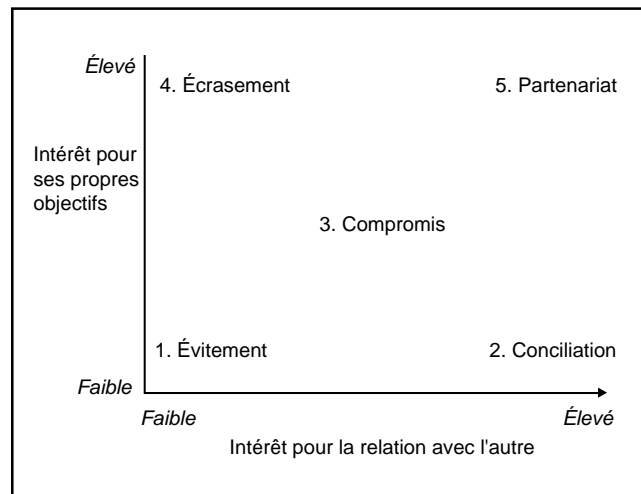 Élevé
4. Écrasement
5. Partenariat
Intérêt pour
ses propres
objectifs
3. Compromis
1. Évitement
2. Conciliation
Faible
Faible
Élevé
Intérêt pour la relation avec l'autre